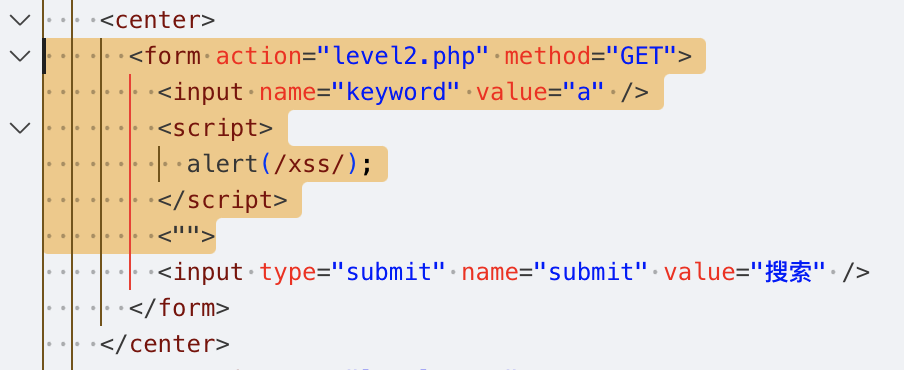 <center>
<form action="level2.php" method="GET">
<input name="keyword" value="a" />
<script>
alert(/xss/);
</script>
<"">
<input type="submit" name="submit" value="搜索" />
</form>
</center>